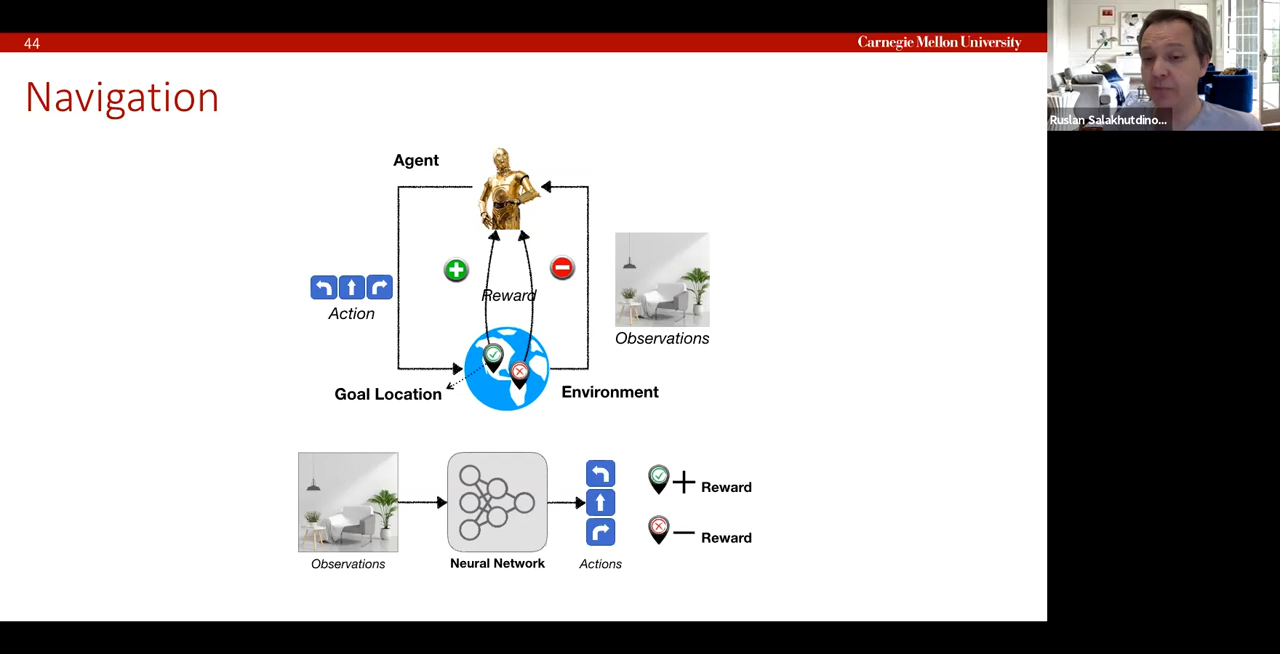 44
Carnegie Mellon University
Ruslan Salakhutdino...
Navigation
Agent
Reward
Action
Observations
Goal Location
Environment
Reward
Reward
Observations
Neural Network
Actions